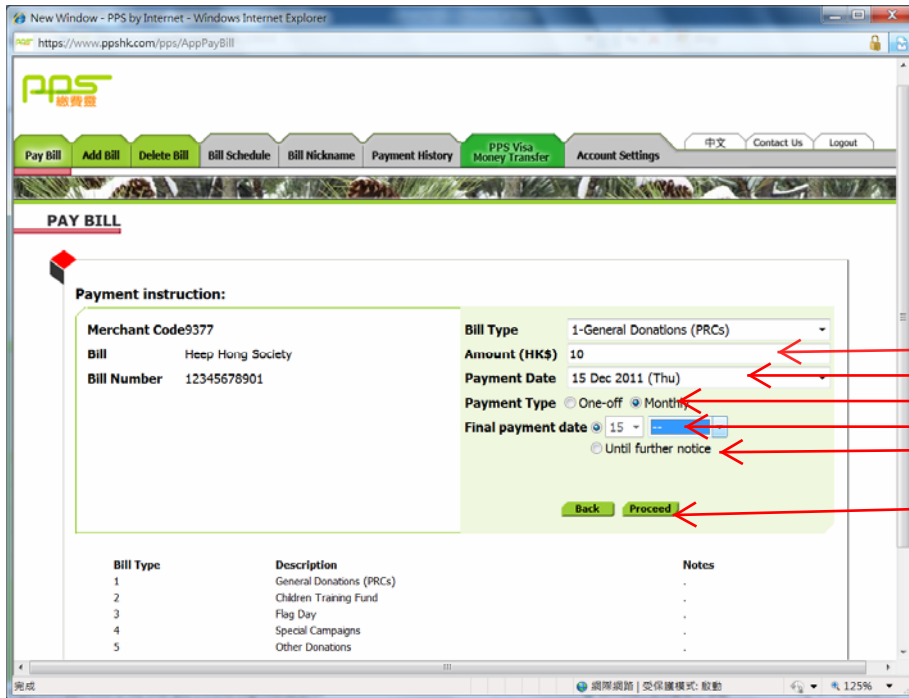 New Window - PPS by Internet - Windows Internet Explorer
https://www.ppshk.com/pps/AppPayBill
pps
繳費靈
中文 Contact Us Logout
Pay Bill Add Bill Delete Bill Bill Schedule Bill Nickname Payment History PPS Visa Money Transfer Account Settings
PAY BILL
Payment instruction:
Merchant Code9377
Bill Heep Hong Society
Bill Number 12345678901
Bill Type 1-General Donations (PRCs)
Amount (HK$) 10
Payment Date 15 Dec 2011 (Thu)
Payment Type One-off Monthly
Final payment date 15 --
Until further notice
Back Proceed
Bill Type Description Notes
1 General Donations (PRCs) .
2 Children Training Fund .
3 Flag Day .
4 Special Campaigns .
5 Other Donations .
完成 網際網路 | 受保護模式: 啟動 125%